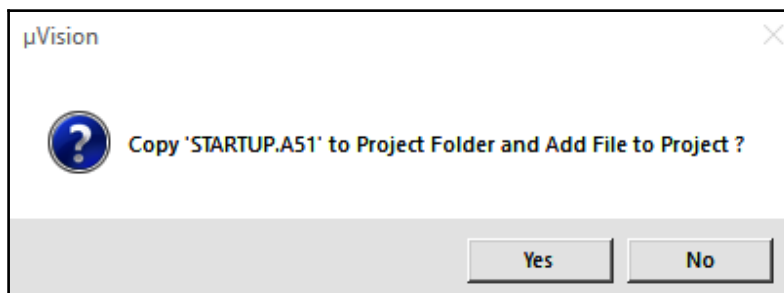 µVision
Copy 'STARTUP.A51' to Project Folder and Add File to Project ?
Yes No